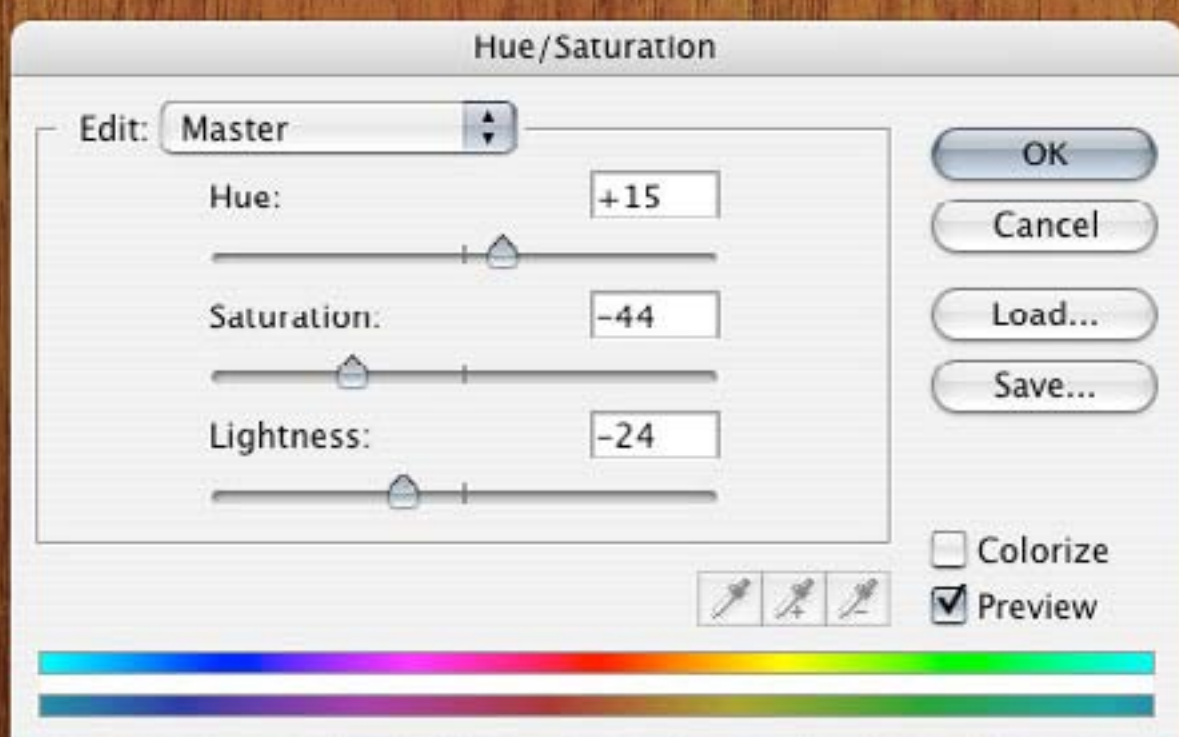 Hue/Saturation
Edit: Master
Hue: +15
Saturation: -44
Lightness: -24
OK
Cancel
Load...
Save...
Colorize
Preview